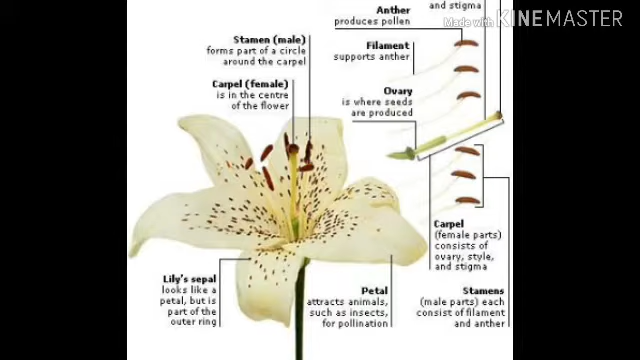 and stigma
Made with KINEMASTER
Anther
produces pollen
Stamen (male)
forms part of a circle
around the carpel
Filament
supports anther
Carpel (female)
is in the centre
of the flower
Ovary
is where seeds
are produced
Carpel
(female parts)
consists of
ovary, style,
and stigma
Lily's sepal
looks like a
petal, but is
part of the
outer ring
Petal
attracts animals,
such as insects,
for pollination
Stamens
(male parts) each
consist of filament
and anther